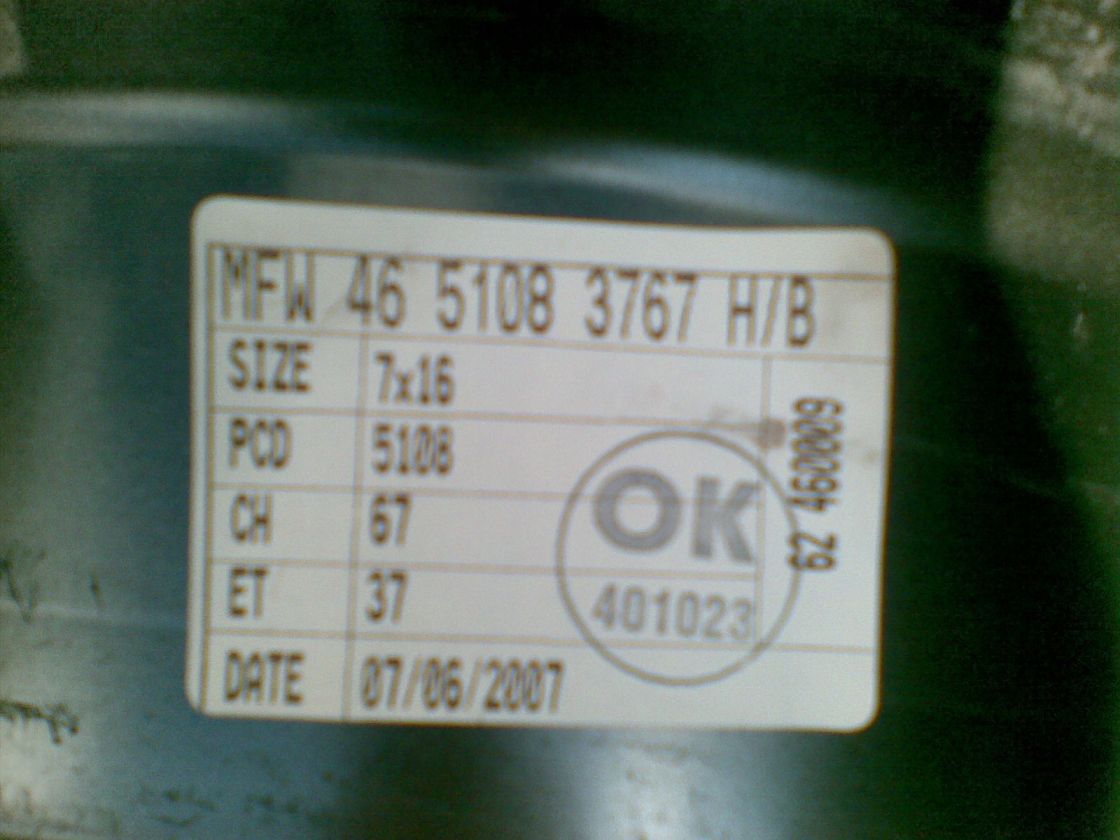 MFW 46 5108 3767 H/B
SIZE 7x16
PCD 5108
CH 67
ET 37
DATE 07/06/2007
OK
401023
62 460009